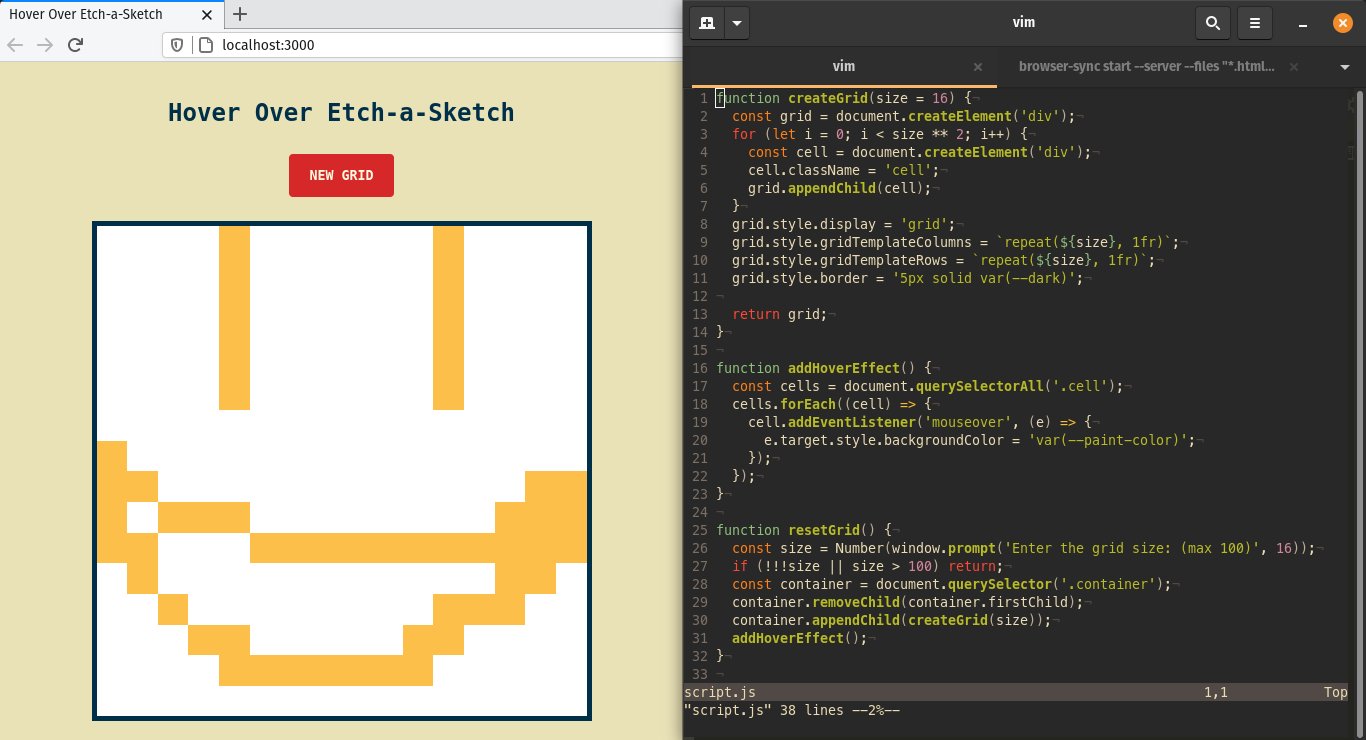 Hover Over Etch-a-Sketch
localhost:3000
Hover Over Etch-a-Sketch
NEW GRID
vim
vim
browser-sync start --server --files "*.html...
1 function createGrid(size = 16) {¬
2   const grid = document.createElement('div');¬
3   for (let i = 0; i < size ** 2; i++) {¬
4     const cell = document.createElement('div');¬
5     cell.className = 'cell';¬
6     grid.appendChild(cell);¬
7   }¬
8   grid.style.display = 'grid';¬
9   grid.style.gridTemplateColumns = `repeat(${size}, 1fr)`;¬
10   grid.style.gridTemplateRows = `repeat(${size}, 1fr)`;¬
11   grid.style.border = '5px solid var(--dark)';¬
12 ¬
13   return grid;¬
14 }¬
15 ¬
16 function addHoverEffect() {¬
17   const cells = document.querySelectorAll('.cell');¬
18   cells.forEach((cell) => {¬
19     cell.addEventListener('mouseover', (e) => {¬
20       e.target.style.backgroundColor = 'var(--paint-color)';¬
21     });¬
22   });¬
23 }¬
24 ¬
25 function resetGrid() {¬
26   const size = Number(window.prompt('Enter the grid size: (max 100)', 16));¬
27   if (!!!size || size > 100) return;¬
28   const container = document.querySelector('.container');¬
29   container.removeChild(container.firstChild);¬
30   container.appendChild(createGrid(size));¬
31   addHoverEffect();¬
32 }¬
33 ¬
script.js 1,1 Top
"script.js" 38 lines --2%--